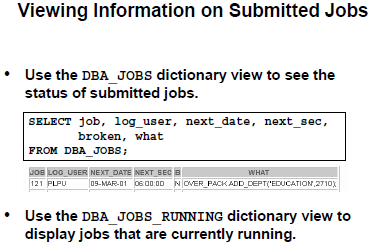 Viewing Information on Submitted Jobs
• Use the DBA_JOBS dictionary view to see the
status of submitted jobs.
SELECT job, log_user, next_date, next_sec,
broken, what
FROM DBA_JOBS;
JOB LOG_USER NEXT_DATE NEXT_SEC B WHAT
121 PLPU 09-MAR-01 06:00:00 N OVER_PACK.ADD_DEPT('EDUCATION',2710);
• Use the DBA_JOBS_RUNNING dictionary view to
display jobs that are currently running.